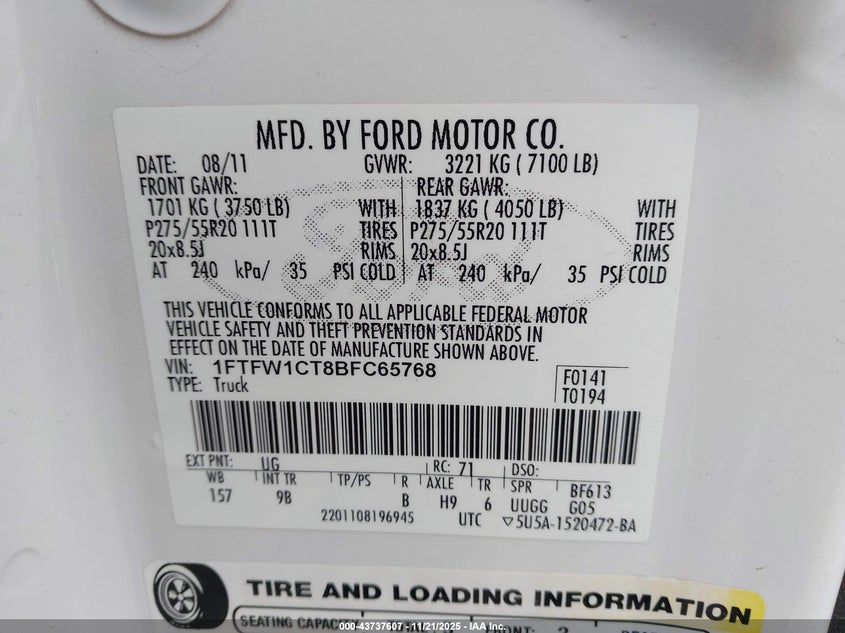 MFD. BY FORD MOTOR CO.
DATE: 08/11 GVWR: 3221 KG ( 7100 LB)
FRONT GAWR: REAR GAWR:
1701 KG ( 3750 LB) WITH 1837 KG ( 4050 LB) WITH
P275/55R20 111T TIRES P275/55R20 111T TIRES
20x8.5J RIMS 20x8.5J RIMS
AT 240 kPa/ 35 PSI COLD AT 240 kPa/ 35 PSI COLD
THIS VEHICLE CONFORMS TO ALL APPLICABLE FEDERAL MOTOR
VEHICLE SAFETY AND THEFT PREVENTION STANDARDS IN
EFFECT ON THE DATE OF MANUFACTURE SHOWN ABOVE.
VIN: 1FTFW1CT8BFC65768
TYPE: Truck
F0141
T0194
EXT PNT: UG RC: 71 DSO:
WB INT TR TP/PS R AXLE TR SPR BF613
157 9B B H9 6 UUGG G05
2201108196945 UTC ▽5U5A-1520472-BA
TIRE AND LOADING INFORMATION
SEATING CAPACITY
000-43737607 - 11/21/2025 - IAA Inc.